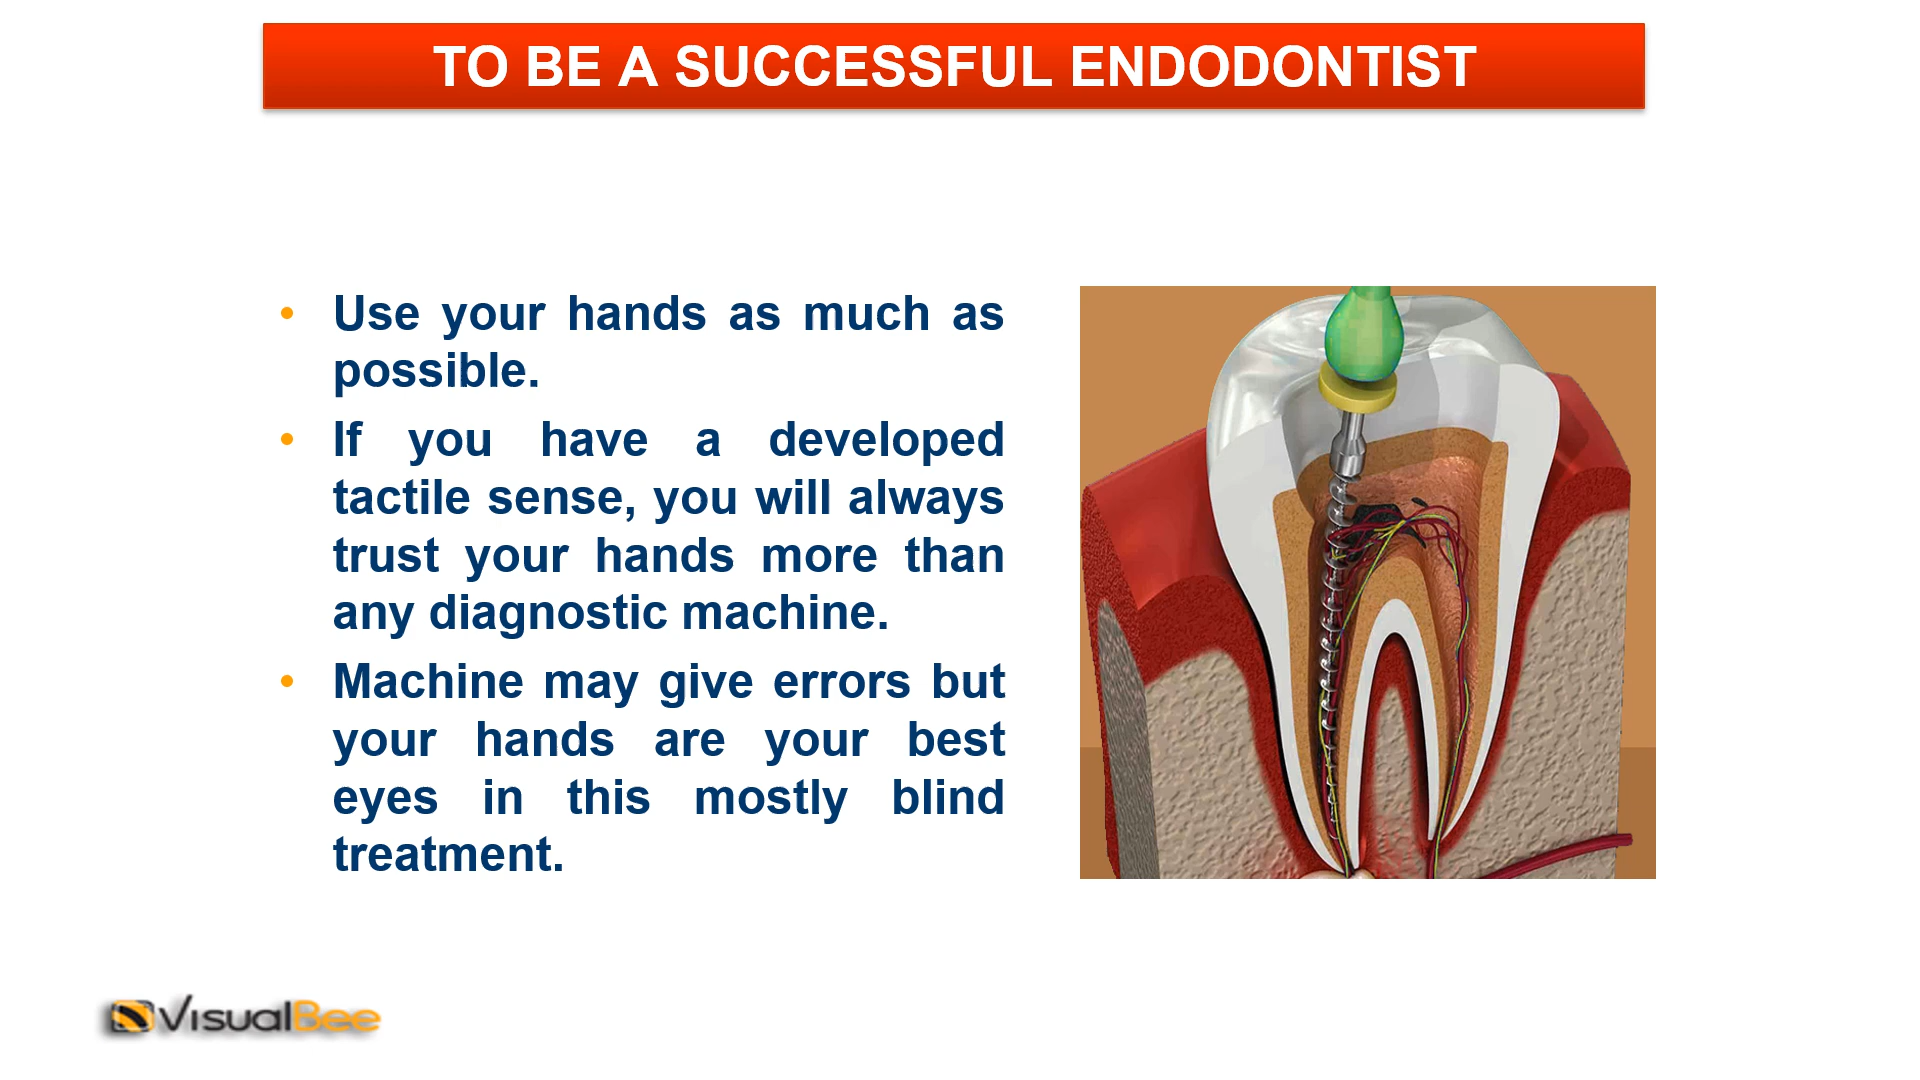 TO BE A SUCCESSFUL ENDODONTIST
• Use your hands as much as
possible.
• If you have a developed
tactile sense, you will always
trust your hands more than
any diagnostic machine.
• Machine may give errors but
your hands are your best
eyes in this mostly blind
treatment.
VisualBee